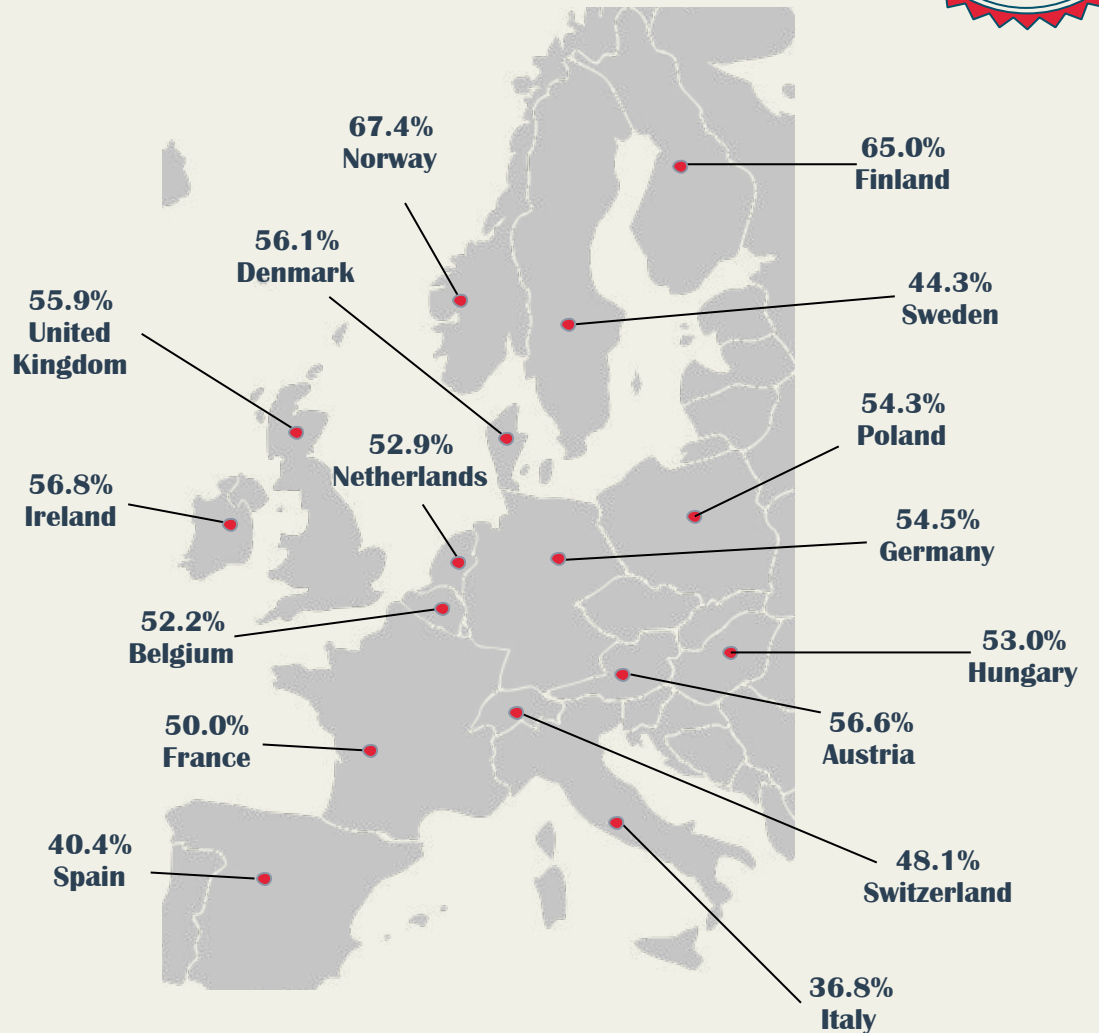 67.4%
Norway
65.0%
Finland
56.1%
Denmark
44.3%
Sweden
55.9%
United
Kingdom
54.3%
Poland
52.9%
Netherlands
56.8%
Ireland
54.5%
Germany
52.2%
Belgium
53.0%
Hungary
50.0%
France
56.6%
Austria
40.4%
Spain
48.1%
Switzerland
36.8%
Italy